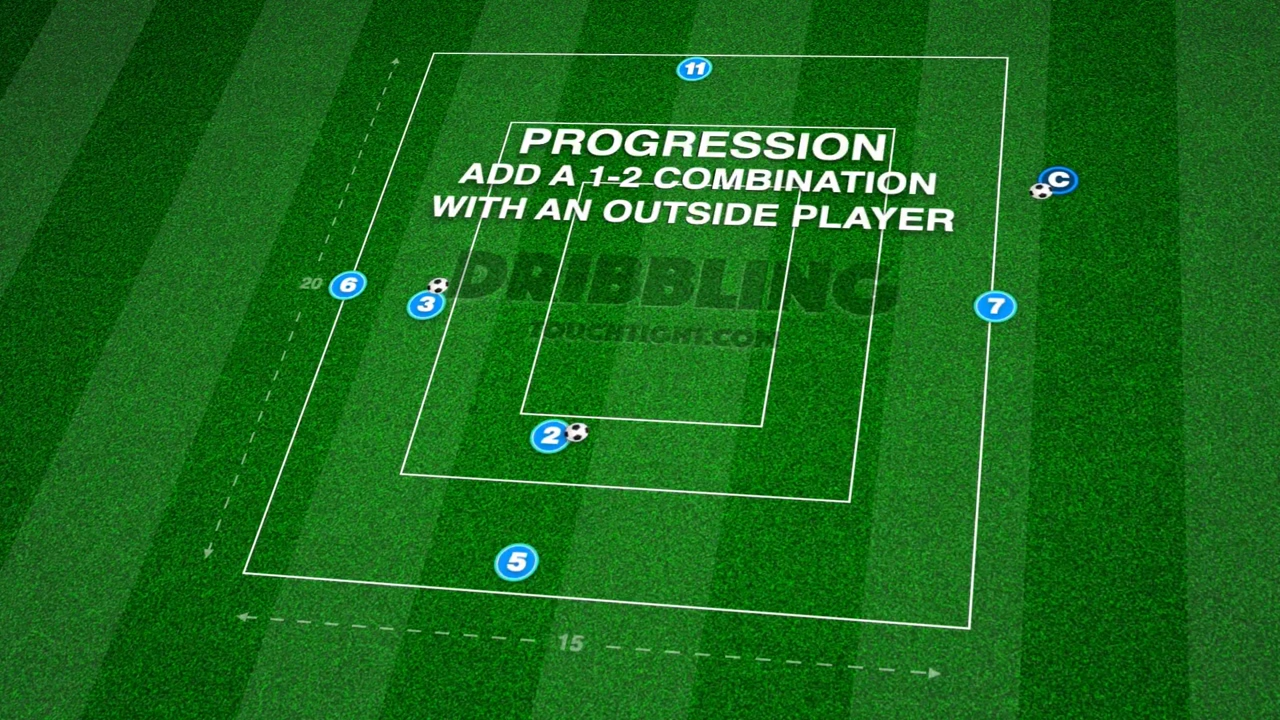 11
PROGRESSION
ADD A 1-2 COMBINATION
WITH AN OUTSIDE PLAYER
C
DRIBBLING
TOUCHTIGHT.COM
20
6
3
7
2
5
15